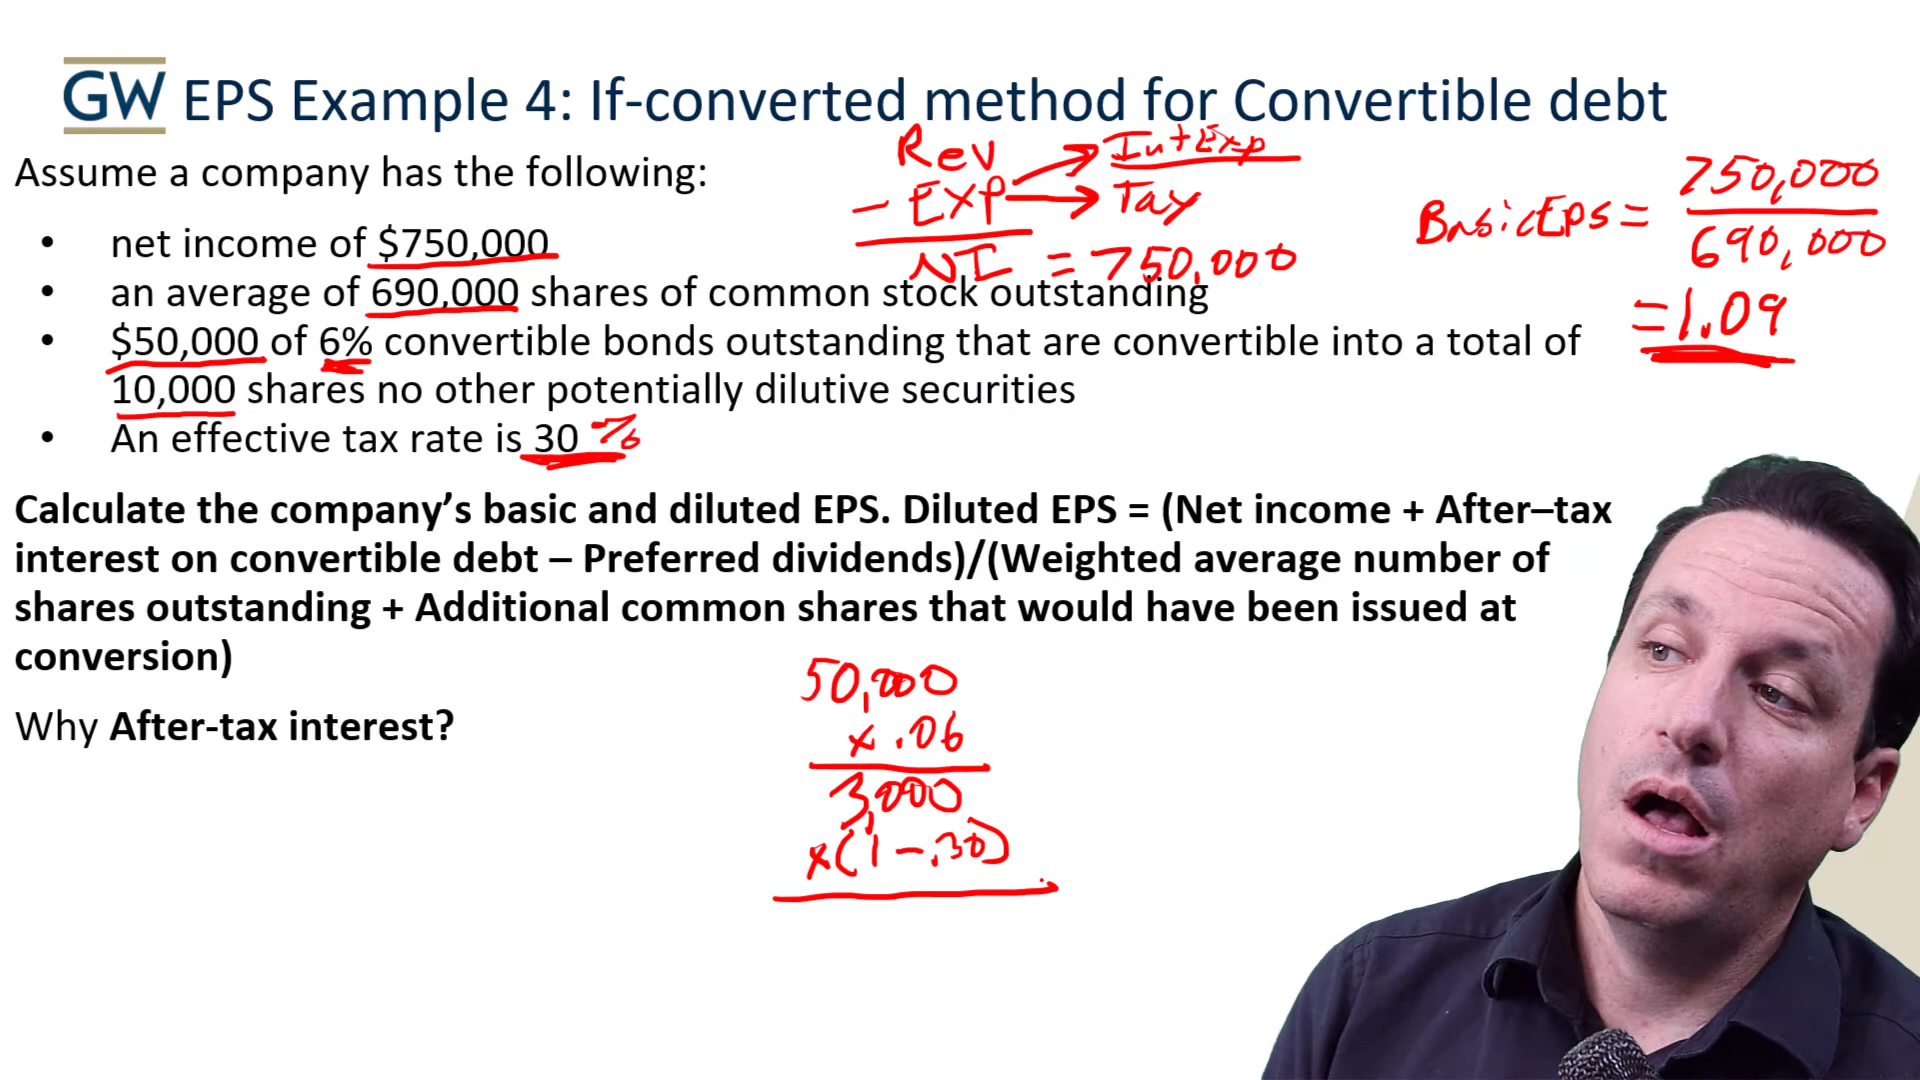 GW EPS Example 4: If-converted method for Convertible debt
Assume a company has the following:
• net income of $750,000
• an average of 690,000 shares of common stock outstanding
• $50,000 of 6% convertible bonds outstanding that are convertible into a total of
10,000 shares no other potentially dilutive securities
• An effective tax rate is 30 %
Rev
- Exp
Int Exp
Tax
NI = 750,000
Basic EPS = 750,000
690,000
= 1.09
Calculate the company’s basic and diluted EPS. Diluted EPS = (Net income + After–tax
interest on convertible debt – Preferred dividends)/(Weighted average number of
shares outstanding + Additional common shares that would have been issued at
conversion)
Why After-tax interest?
50,000
x .06
3,000
x (1 - .30)